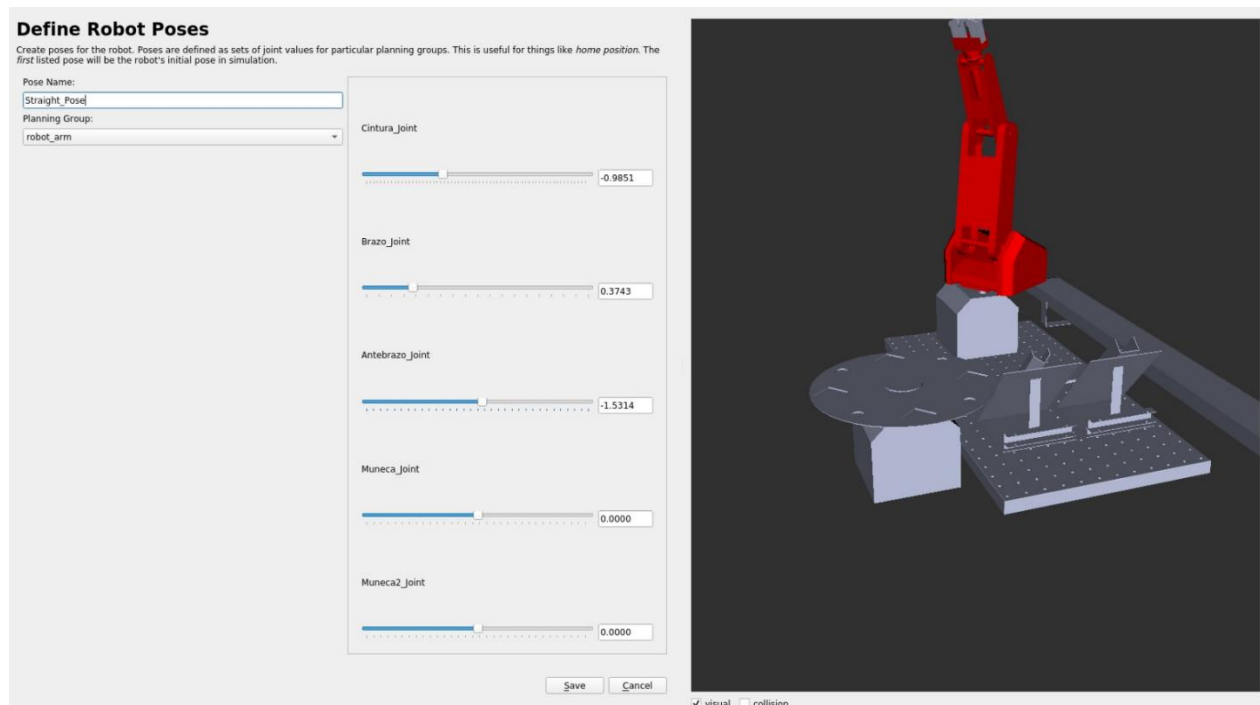 Define Robot Poses
Create poses for the robot. Poses are defined as sets of joint values for particular planning groups. This is useful for things like home position. The
first listed pose will be the robot's initial pose in simulation.
Pose Name:
Straight_Pose
Planning Group:
robot_arm
Cintura_Joint
-0.9851
Brazo_Joint
0.3743
Antebrazo_Joint
-1.5314
Muneca_Joint
0.0000
Muneca2_Joint
0.0000
Save Cancel
visual collision